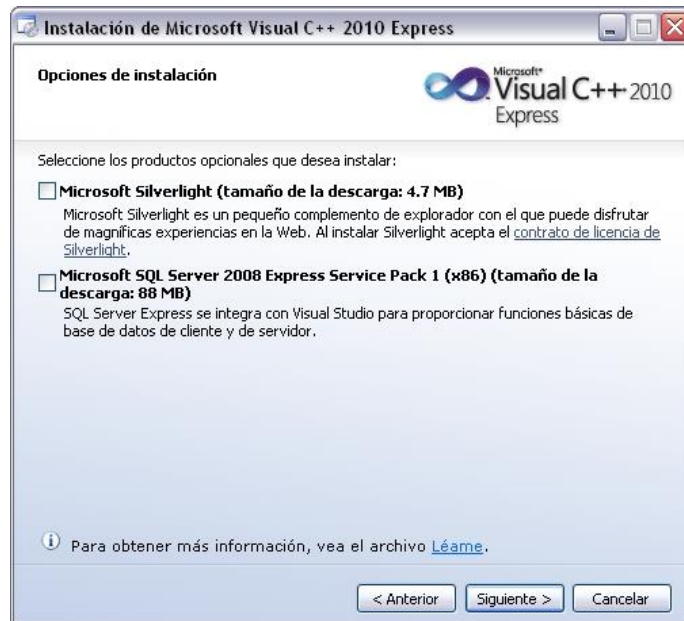 Instalación de Microsoft Visual C++ 2010 Express
Opciones de instalación
Microsoft®
Visual C++ 2010
Express
Seleccione los productos opcionales que desea instalar:
Microsoft Silverlight (tamaño de la descarga: 4.7 MB)
Microsoft Silverlight es un pequeño complemento de explorador con el que puede disfrutar
de magníficas experiencias en la Web. Al instalar Silverlight acepta el contrato de licencia de
Silverlight.
Microsoft SQL Server 2008 Express Service Pack 1 (x86) (tamaño de la
descarga: 88 MB)
SQL Server Express se integra con Visual Studio para proporcionar funciones básicas de
base de datos de cliente y de servidor.
Para obtener más información, vea el archivo Léame.
< Anterior
Siguiente >
Cancelar